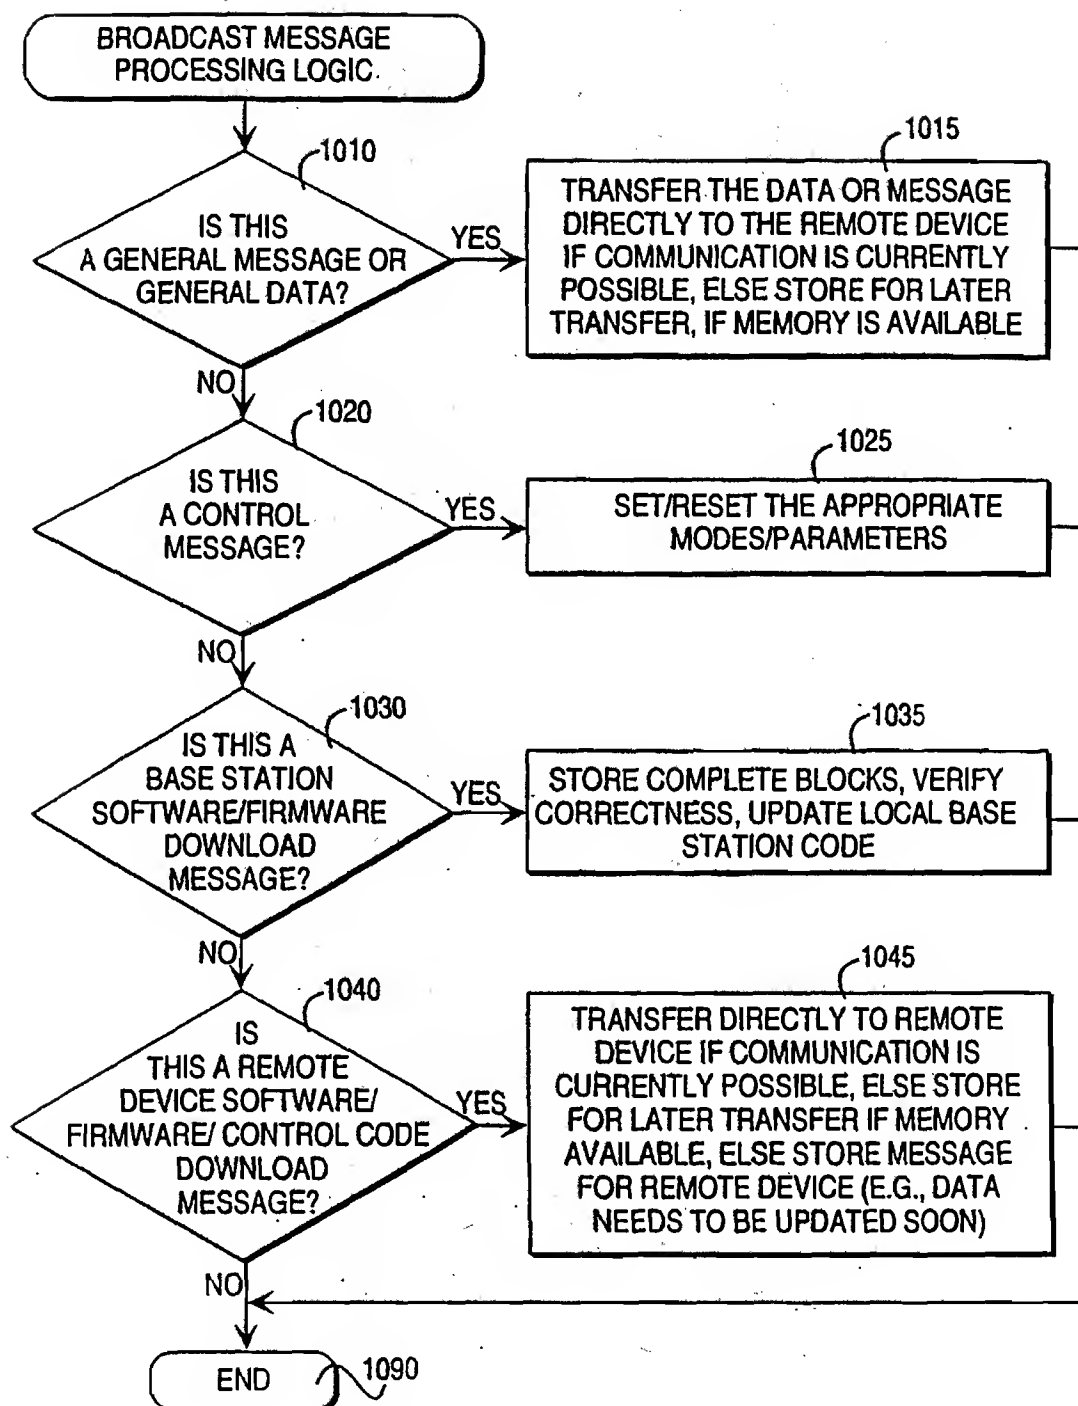 BROADCAST MESSAGE
PROCESSING LOGIC.
1010
IS THIS
A GENERAL MESSAGE OR
GENERAL DATA?
YES
1015
TRANSFER THE DATA OR MESSAGE
DIRECTLY TO THE REMOTE DEVICE
IF COMMUNICATION IS CURRENTLY
POSSIBLE, ELSE STORE FOR LATER
TRANSFER, IF MEMORY IS AVAILABLE
NO
1020
IS THIS
A CONTROL
MESSAGE?
YES
1025
SET/RESET THE APPROPRIATE
MODES/PARAMETERS
NO
1030
IS THIS A
BASE STATION
SOFTWARE/FIRMWARE
DOWNLOAD
MESSAGE?
YES
1035
STORE COMPLETE BLOCKS, VERIFY
CORRECTNESS, UPDATE LOCAL BASE
STATION CODE
NO
1040
IS
THIS A REMOTE
DEVICE SOFTWARE/
FIRMWARE/ CONTROL CODE
DOWNLOAD
MESSAGE?
YES
1045
TRANSFER DIRECTLY TO REMOTE
DEVICE IF COMMUNICATION IS
CURRENTLY POSSIBLE, ELSE STORE
FOR LATER TRANSFER IF MEMORY
AVAILABLE, ELSE STORE MESSAGE
FOR REMOTE DEVICE (E.G., DATA
NEEDS TO BE UPDATED SOON)
NO
END
1090